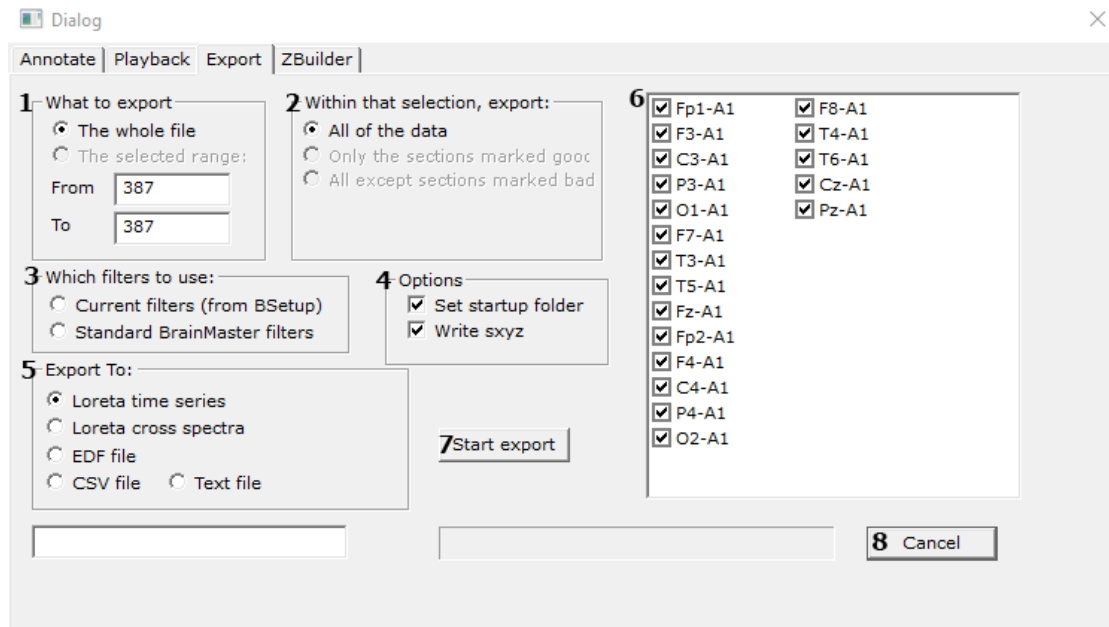 Dialog
Annotate Playback Export ZBuilder
1 What to export
The whole file
The selected range:
From 387
To 387
2 Within that selection, export:
All of the data
Only the sections marked gooc
All except sections marked bad
3 Which filters to use:
Current filters (from BSetup)
Standard BrainMaster filters
4 Options
Set startup folder
Write sxyz
5 Export To:
Loreta time series
Loreta cross spectra
EDF file
CSV file Text file
6
Fp1-A1 F8-A1
F3-A1 T4-A1
C3-A1 T6-A1
P3-A1 Cz-A1
O1-A1 Pz-A1
F7-A1
T3-A1
T5-A1
Fz-A1
Fp2-A1
F4-A1
C4-A1
P4-A1
O2-A1
7 Start export
8 Cancel